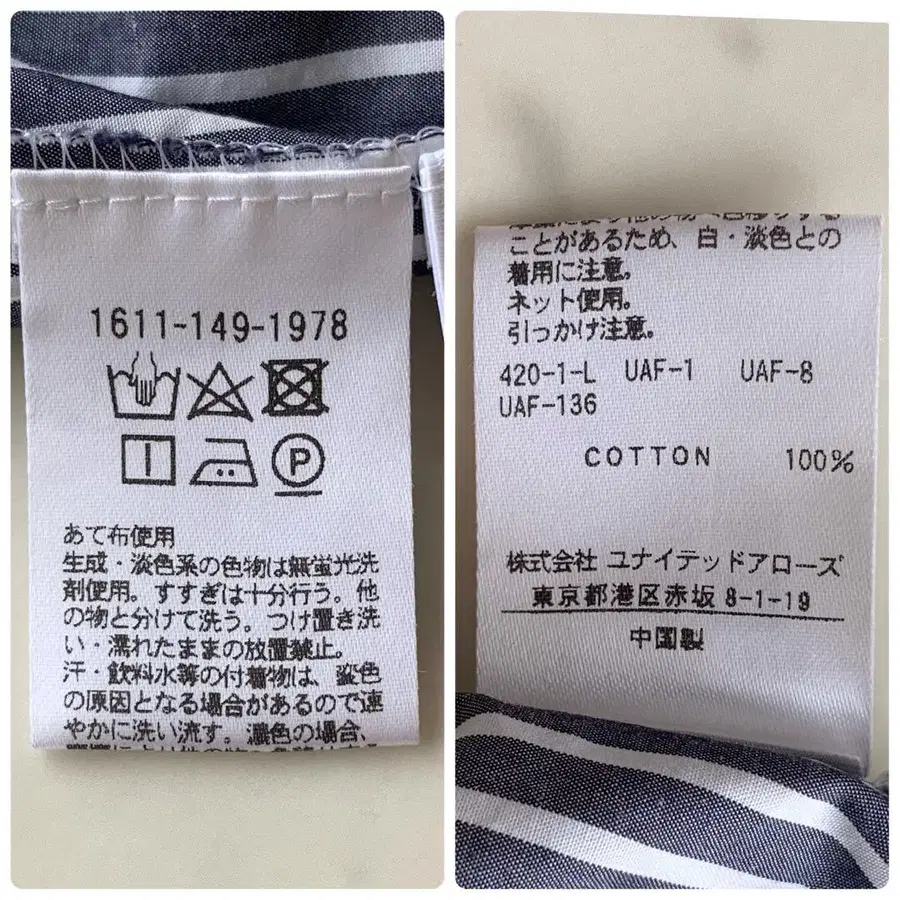 1611-149-1978
P
あて布使用
生成・淡色系の色物は無蛍光洗
剤使用。すすぎは十分行う。他
の物と分けて洗う。つけ置き洗
い・濡れたままの放置禁止。
汗・飲料水等の付着物は、変色
の原因となる場合があるので速
やかに洗い流す。濃色の場合、
ことがあるため、白・淡色との
着用に注意。
ネット使用。
引っかけ注意。
420-1-L UAF-1 UAF-8
UAF-136
COTTON 100%
株式会社 ユナイテッドアローズ
東京都港区赤坂 8-1-19
中国製